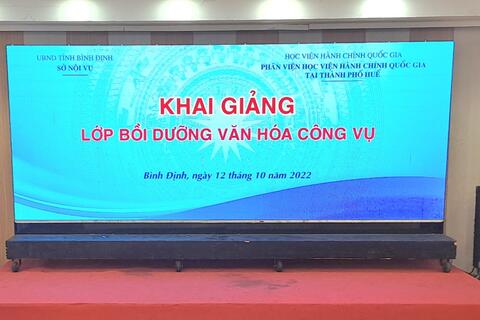 UBND TỈNH BÌNH ĐỊNH
SỞ NỘI VỤ
HỌC VIỆN HÀNH CHÍNH QUỐC GIA
PHÂN VIỆN HỌC VIỆN HÀNH CHÍNH QUỐC GIA
TẠI THÀNH PHỐ HUẾ
KHAI GIẢNG
LỚP BỒI DƯỠNG VĂN HÓA CÔNG VỤ
Bình Định, ngày 12 tháng 10 năm 2022